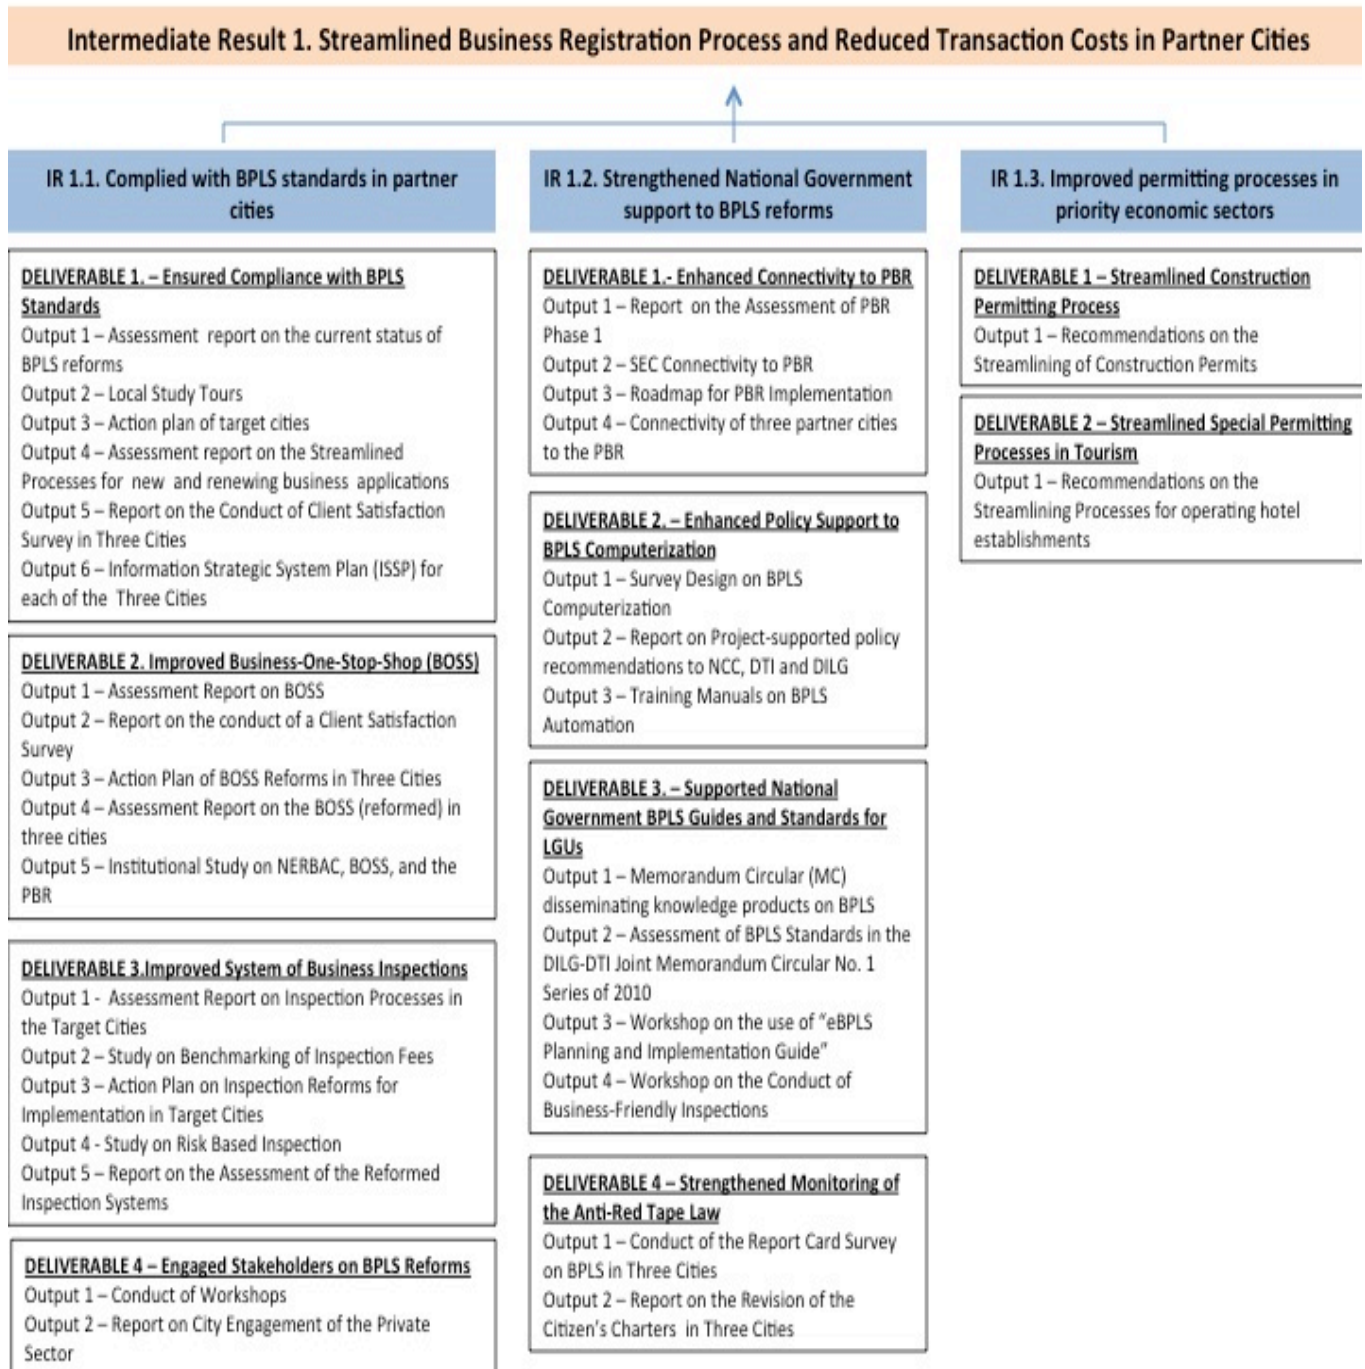 Intermediate Result 1. Streamlined Business Registration Process and Reduced Transaction Costs in Partner Cities
IR 1.1. Complied with BPLS standards in partner
cities
DELIVERABLE 1. – Ensured Compliance with BPLS
Standards
Output 1 – Assessment report on the current status of
BPLS reforms
Output 2 – Local Study Tours
Output 3 – Action plan of target cities
Output 4 – Assessment report on the Streamlined
Processes for new and renewing business applications
Output 5 – Report on the Conduct of Client Satisfaction
Survey in Three Cities
Output 6 – Information Strategic System Plan (ISSP) for
each of the Three Cities
DELIVERABLE 2. Improved Business-One-Stop-Shop (BOSS)
Output 1 – Assessment Report on BOSS
Output 2 – Report on the conduct of a Client Satisfaction
Survey
Output 3 – Action Plan of BOSS Reforms in Three Cities
Output 4 – Assessment Report on the BOSS (reformed) in
three cities
Output 5 – Institutional Study on NERBAC, BOSS, and the
PBR
DELIVERABLE 3.Improved System of Business Inspections
Output 1 - Assessment Report on Inspection Processes in
the Target Cities
Output 2 – Study on Benchmarking of Inspection Fees
Output 3 – Action Plan on Inspection Reforms for
Implementation in Target Cities
Output 4 - Study on Risk Based Inspection
Output 5 – Report on the Assessment of the Reformed
Inspection Systems
DELIVERABLE 4 – Engaged Stakeholders on BPLS Reforms
Output 1 – Conduct of Workshops
Output 2 – Report on City Engagement of the Private
Sector
IR 1.2. Strengthened National Government
support to BPLS reforms
DELIVERABLE 1.- Enhanced Connectivity to PBR
Output 1 – Report on the Assessment of PBR
Phase 1
Output 2 – SEC Connectivity to PBR
Output 3 – Roadmap for PBR Implementation
Output 4 – Connectivity of three partner cities
to the PBR
DELIVERABLE 2. – Enhanced Policy Support to
BPLS Computerization
Output 1 – Survey Design on BPLS
Computerization
Output 2 – Report on Project-supported policy
recommendations to NCC, DTI and DILG
Output 3 – Training Manuals on BPLS
Automation
DELIVERABLE 3. – Supported National
Government BPLS Guides and Standards for
LGUs
Output 1 – Memorandum Circular (MC)
disseminating knowledge products on BPLS
Output 2 – Assessment of BPLS Standards in the
DILG-DTI Joint Memorandum Circular No. 1
Series of 2010
Output 3 – Workshop on the use of “eBPLS
Planning and Implementation Guide”
Output 4 – Workshop on the Conduct of
Business-Friendly Inspections
DELIVERABLE 4 – Strengthened Monitoring of
the Anti-Red Tape Law
Output 1 – Conduct of the Report Card Survey
on BPLS in Three Cities
Output 2 – Report on the Revision of the
Citizen’s Charters in Three Cities
IR 1.3. Improved permitting processes in
priority economic sectors
DELIVERABLE 1 – Streamlined Construction
Permitting Process
Output 1 – Recommendations on the
Streamlining of Construction Permits
DELIVERABLE 2 – Streamlined Special Permitting
Processes in Tourism
Output 1 – Recommendations on the
Streamlining Processes for operating hotel
establishments